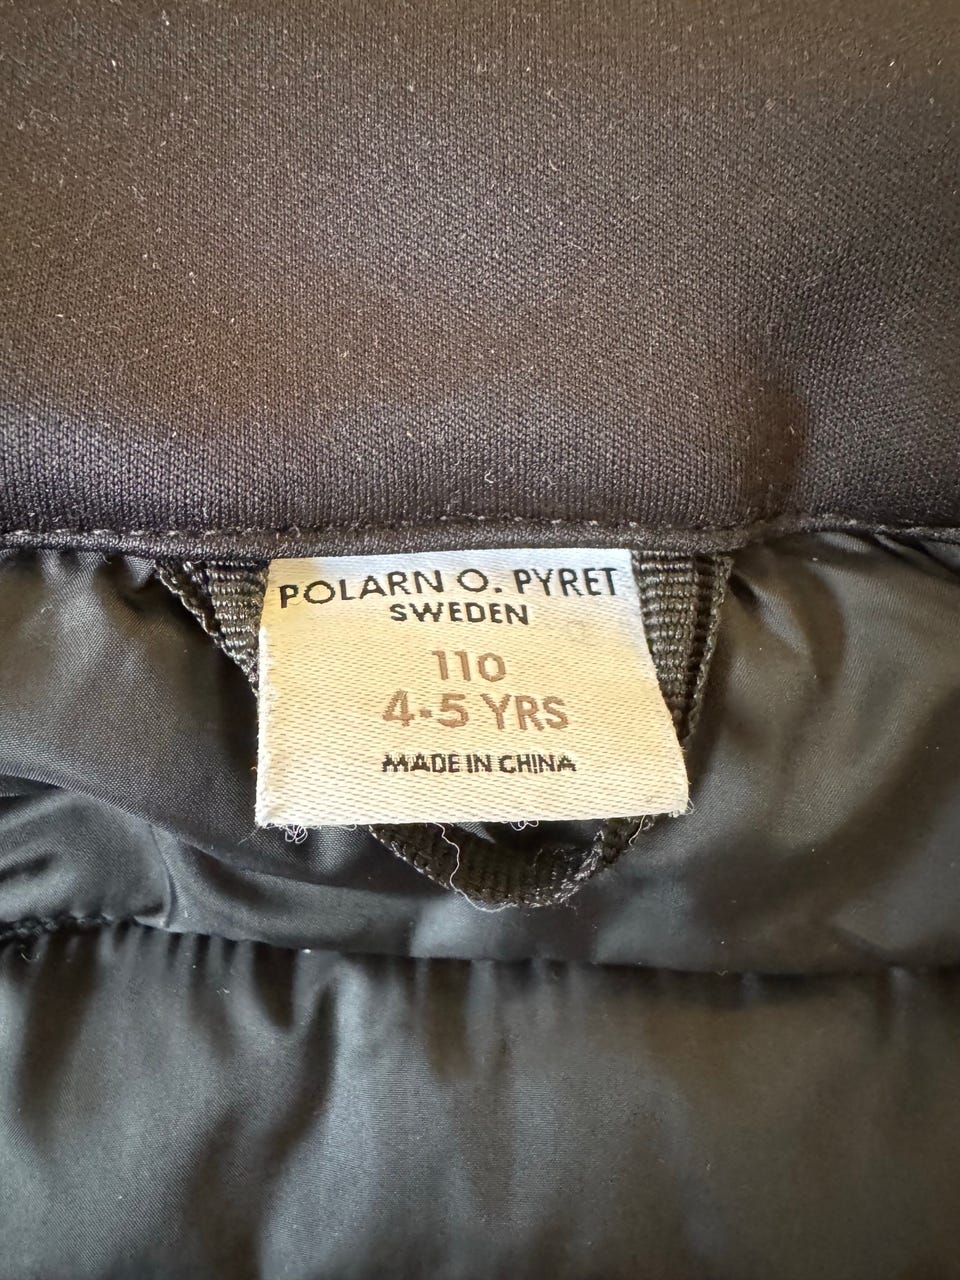 POLARN O. PYRET
SWEDEN
110
4-5 YRS
MADE IN CHINA